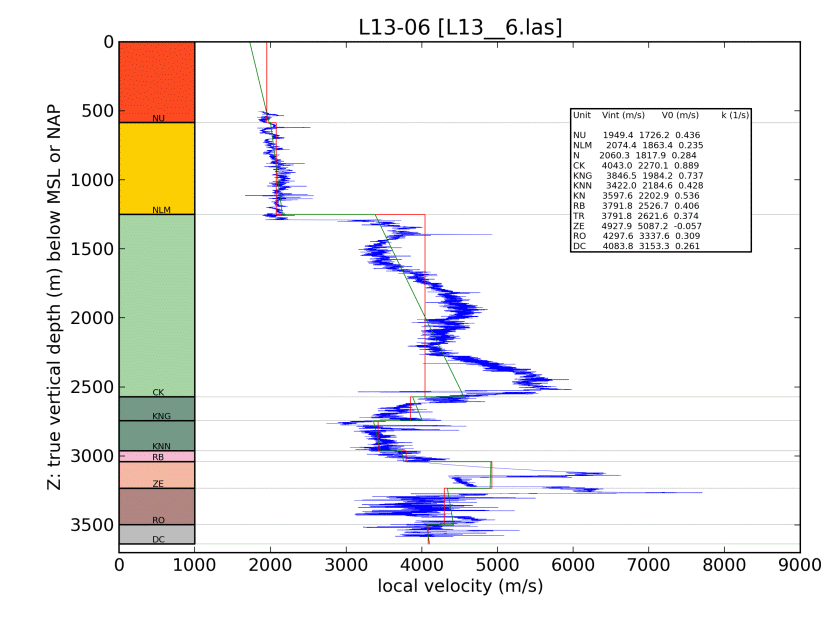 L13-06 [L13__6.las]
Z: true vertical depth (m) below MSL or NAP
0
500
1000
1500
2000
2500
3000
3500
NU
NLM
CK
KNG
KNN
RB
ZE
RO
DC
Unit Vint (m/s) V0 (m/s) k (1/s)
NU 1949.4 1726.2 0.436
NLM 2074.4 1863.4 0.235
N 2060.3 1817.9 0.284
CK 4043.0 2270.1 0.889
KNG 3846.5 1984.2 0.737
KNN 3422.0 2184.6 0.428
KN 3597.6 2202.9 0.536
RB 3791.8 2526.7 0.406
TR 3791.8 2621.6 0.374
ZE 4927.9 5087.2 -0.057
RO 4297.6 3337.6 0.309
DC 4083.8 3153.3 0.261
0 1000 2000 3000 4000 5000 6000 7000 8000 9000
local velocity (m/s)